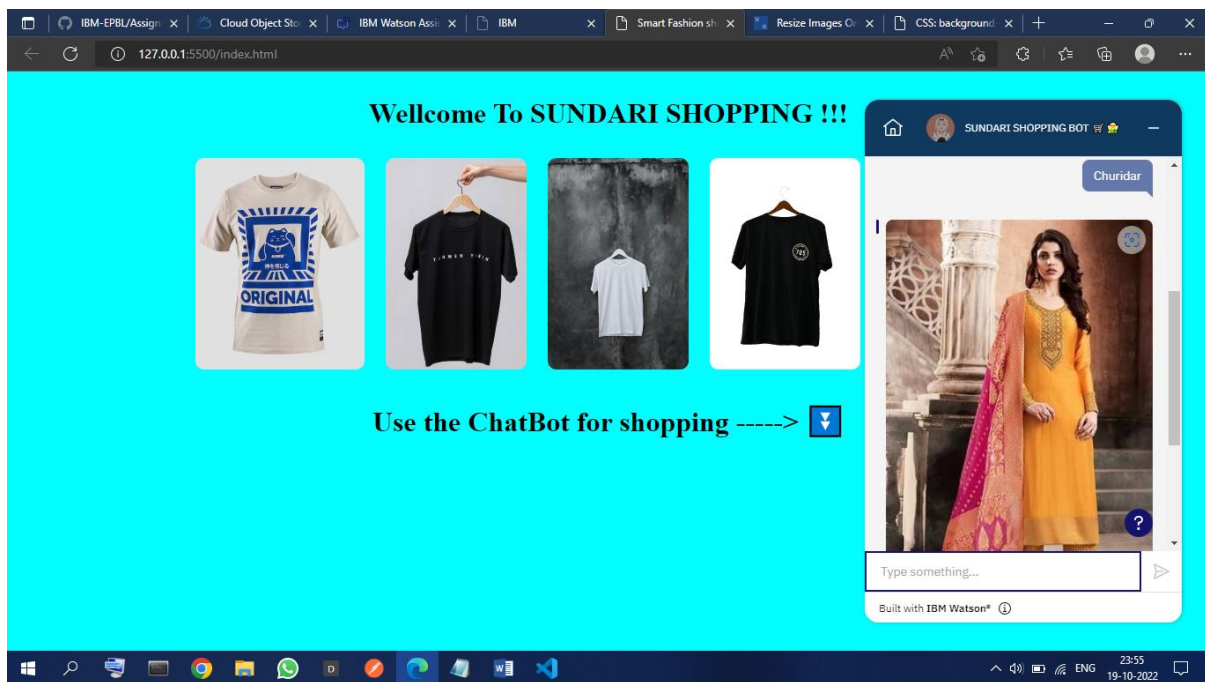 IBM-EPBL/Assign
Cloud Object Sto
IBM Watson Assis
IBM
Smart Fashion sh
Resize Images On
CSS: background
127.0.0.1:5500/index.html
Wellcome To SUNDARI SHOPPING !!!
SUNDARI SHOPPING BOT
Churidar
ORIGINAL
705
Use the ChatBot for shopping ----->
?
Type something...
Built with IBM Watson®
D
ENG
23:55
19-10-2022